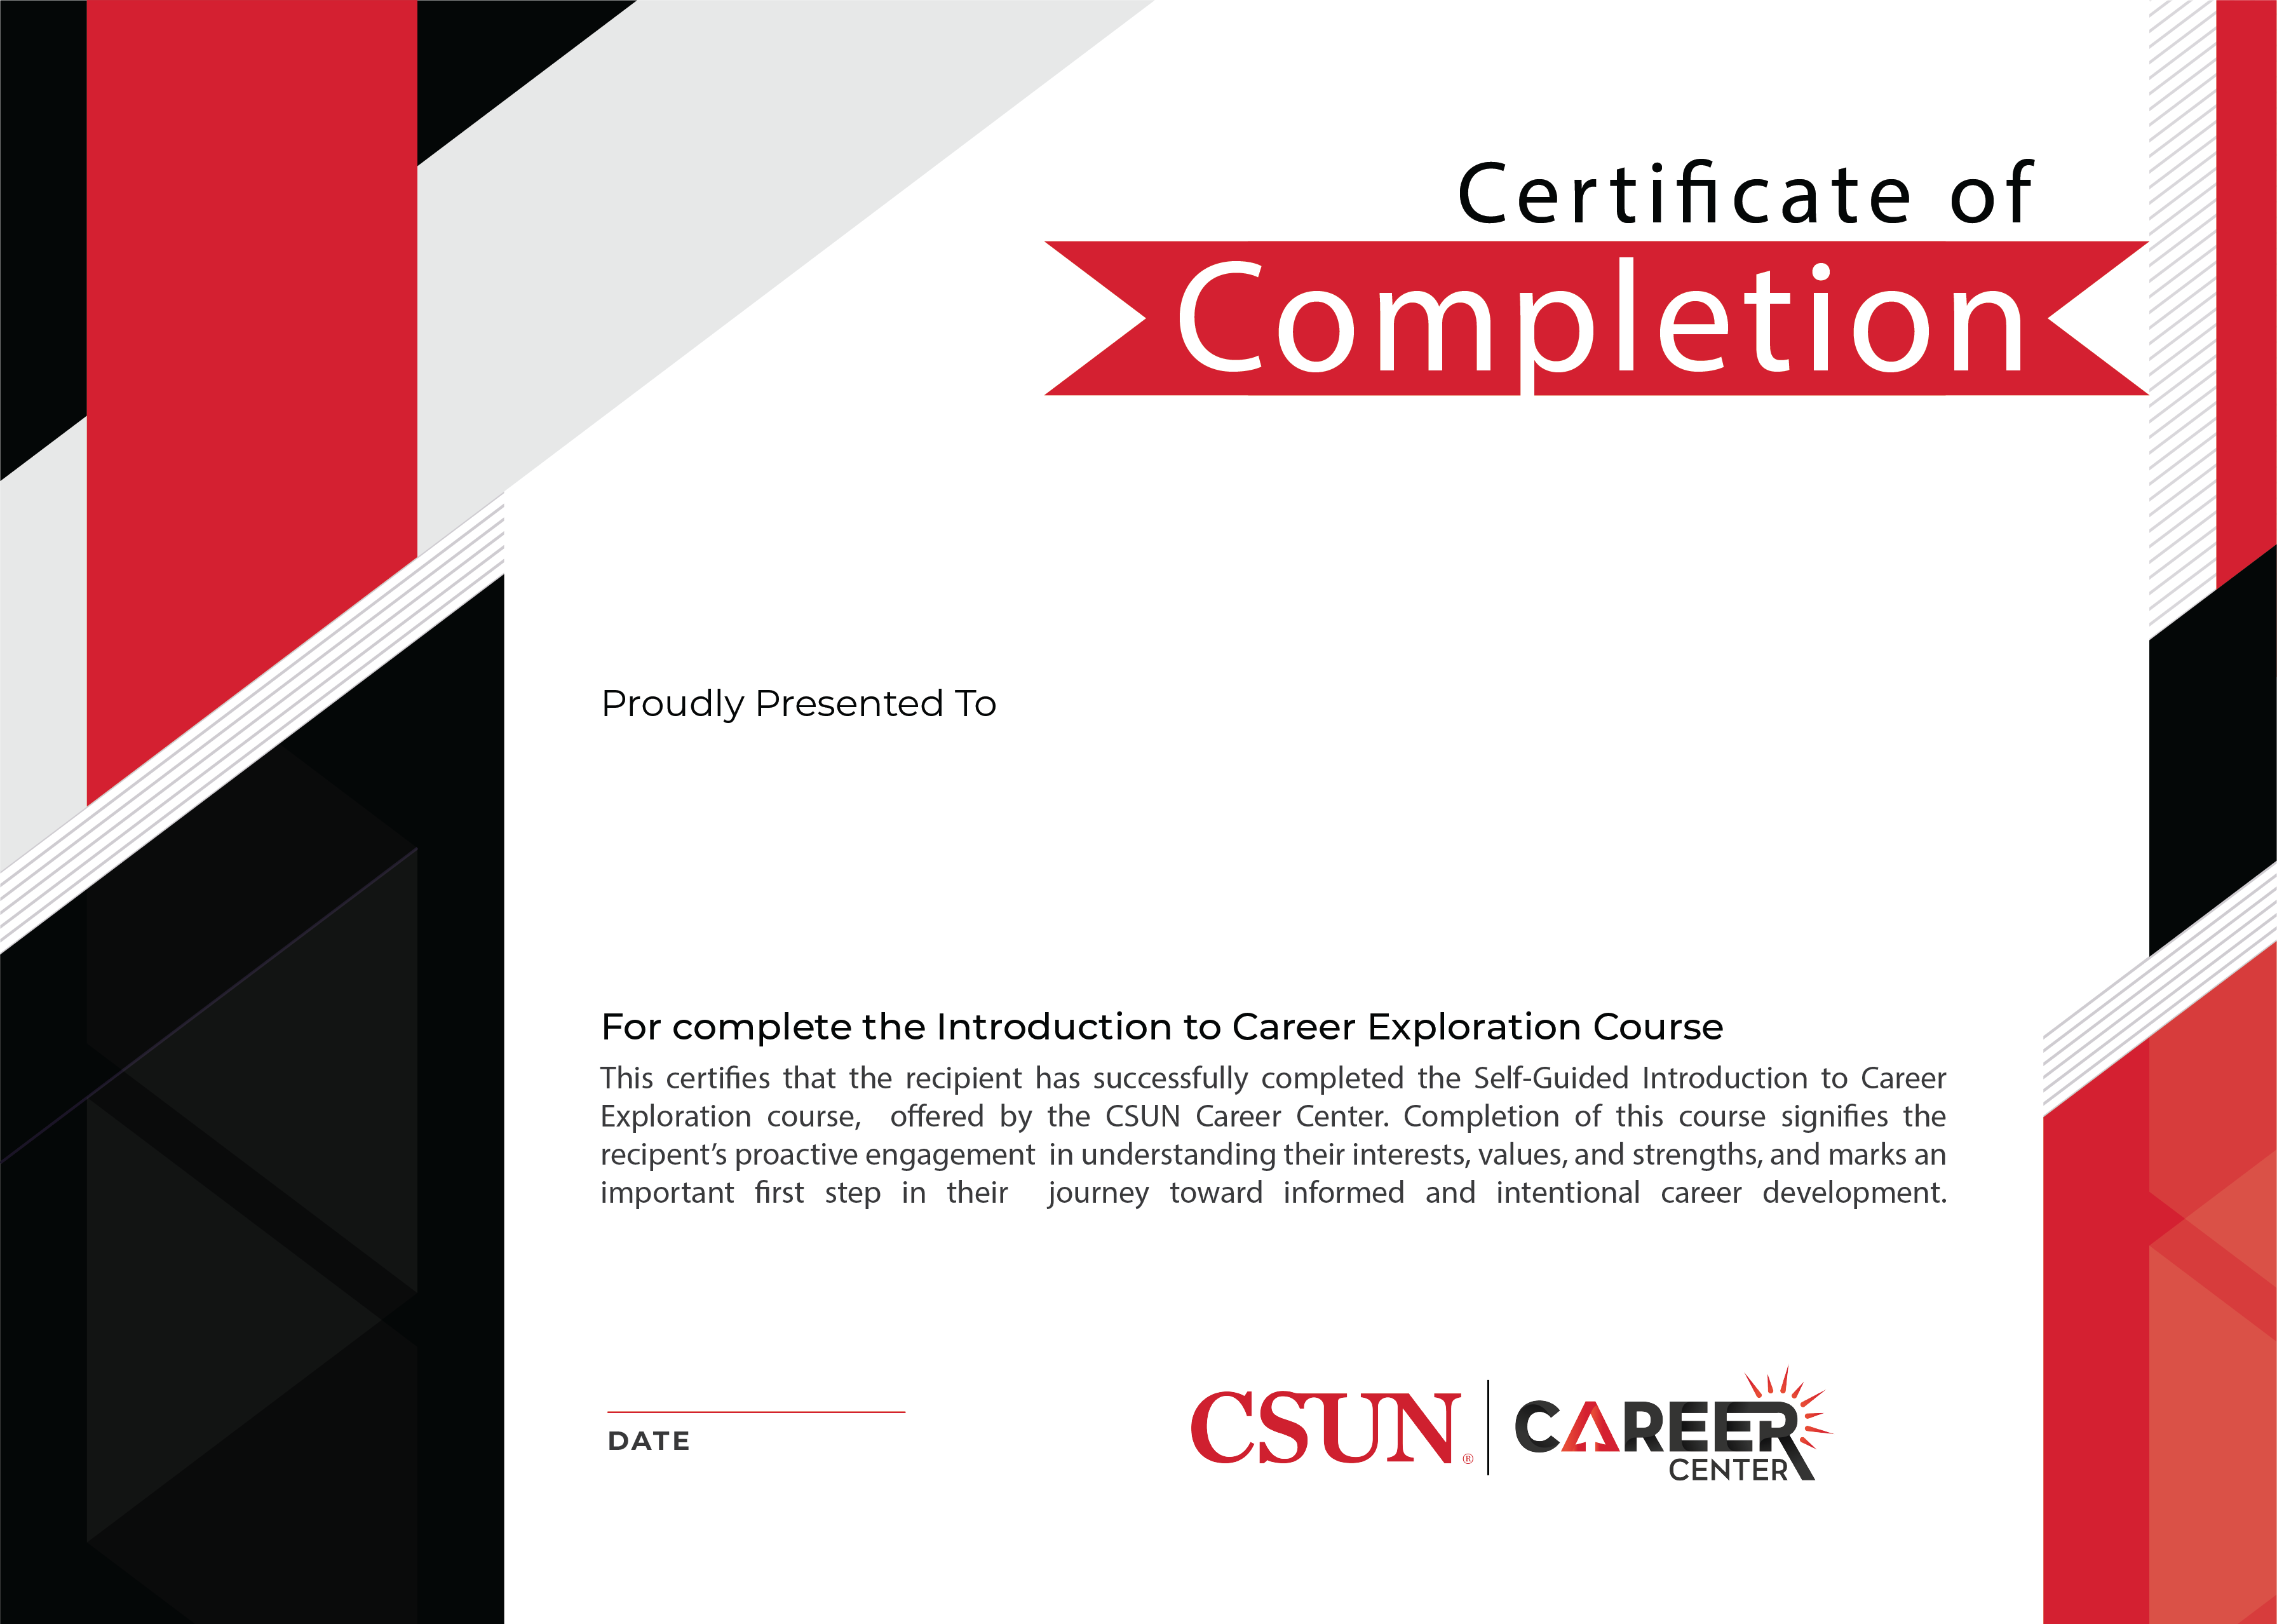 Certificate of
Completion
Proudly Presented To
For complete the Introduction to Career Exploration Course
This certifies that the recipient has successfully completed the Self-Guided Introduction to Career
Exploration course, offered by the CSUN Career Center. Completion of this course signifies the
recipent’s proactive engagement in understanding their interests, values, and strengths, and marks an
important first step in their journey toward informed and intentional career development.
DATE
CSUN® | CAREER
CENTER